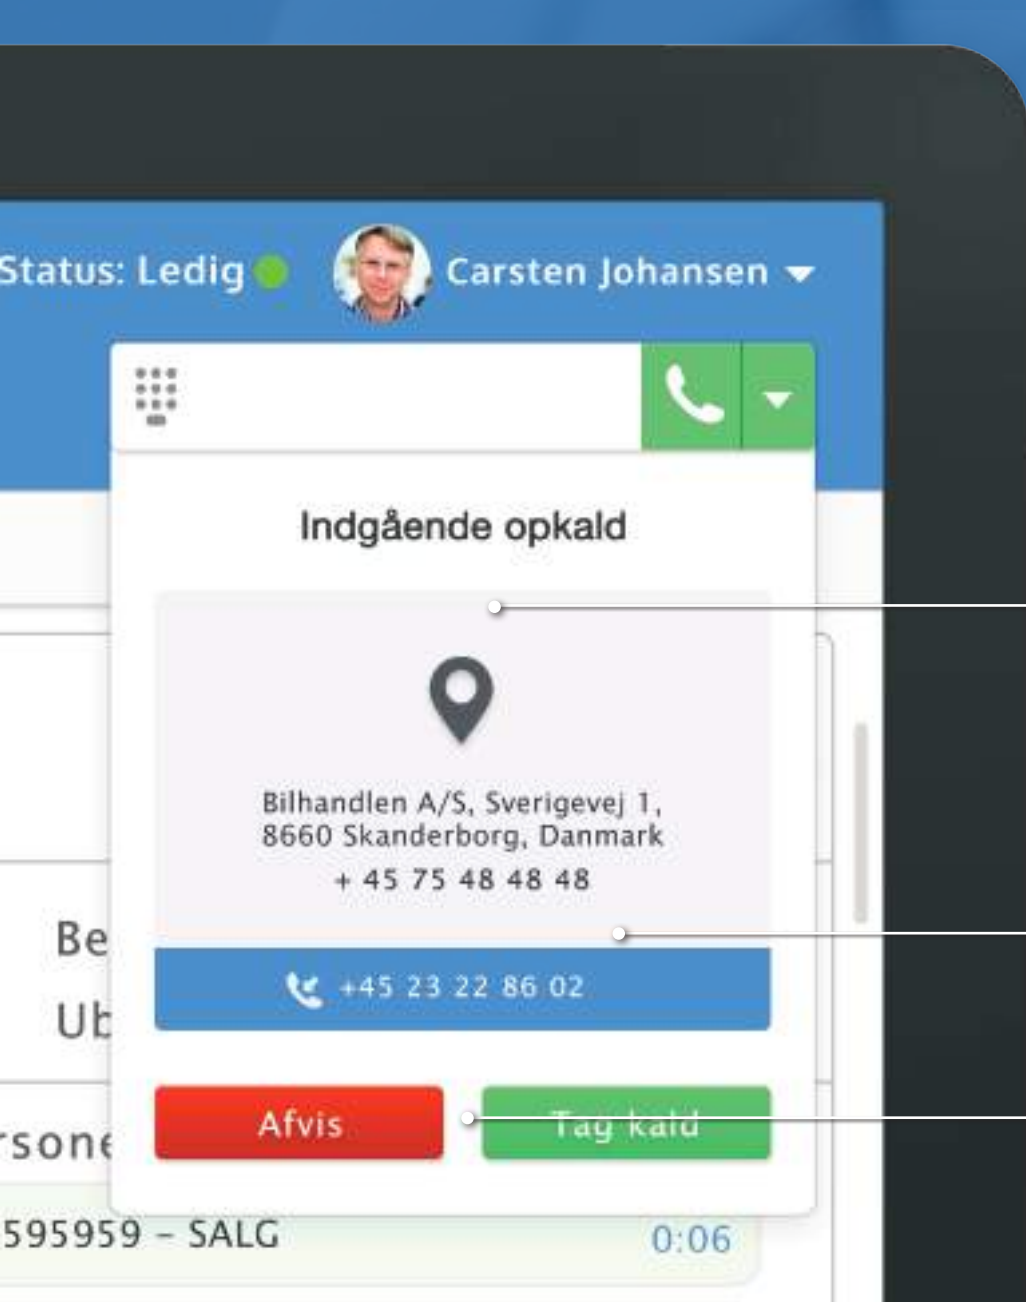 Status: Ledig
Carsten Johansen
Indgående opkald
Bilhandlen A/S, Sverigevej 1,
8660 Skanderborg, Danmark
+ 45 75 48 48 48
Be
+45 23 22 86 02
Ub
Afvis
Tag kald
rsone
595959 – SALG
0:06